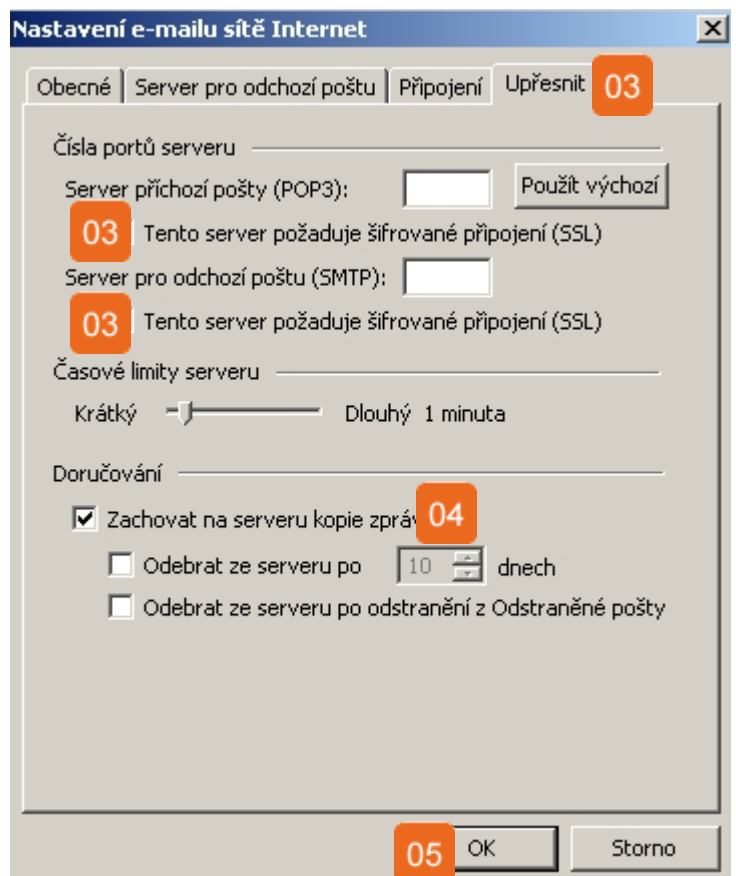 Nastavení e-mailu sítě Internet
Obecné Server pro odchozí poštu Připojení Upřesnit 03
Čísla portů serveru
Server příchozí pošty (POP3): Použít výchozí
03 Tento server požaduje šifrované připojení (SSL)
Server pro odchozí poštu (SMTP):
03 Tento server požaduje šifrované připojení (SSL)
Časové limity serveru
Krátký Dlouhý 1 minuta
Doručování
Zachovat na serveru kopie zpráv 04
Odebrat ze serveru po 10 dnech
Odebrat ze serveru po odstranění z Odstraněné pošty
05 OK Storno